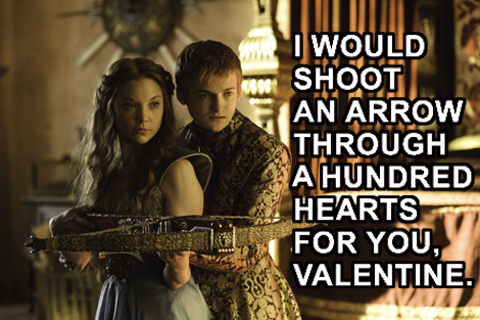 I WOULD
SHOOT
AN ARROW
THROUGH
A HUNDRED
HEARTS
FOR YOU,
VALENTINE.